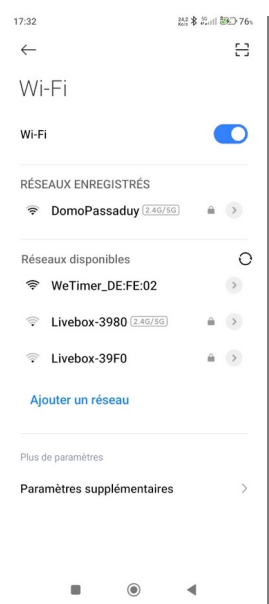 17:32
76%
Wi-Fi
Wi-Fi
RÉSEAUX ENREGISTRÉS
DomoPassaduy 2.4G/5G
Réseaux disponibles
WeTimer_DE:FE:02
Livebox-3980 2.4G/5G
Livebox-39F0
Ajouter un réseau
Plus de paramètres
Paramètres supplémentaires